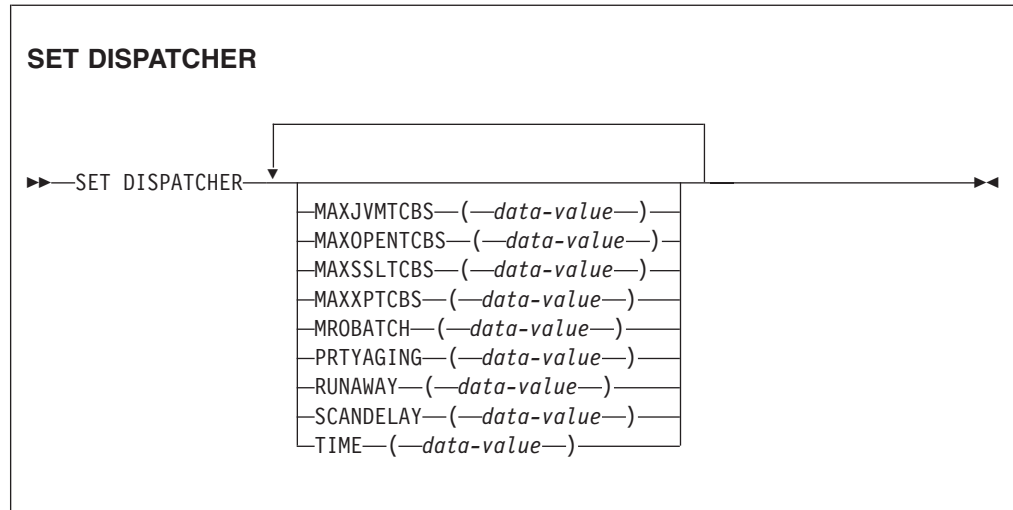 SET DISPATCHER
SET DISPATCHER
MAXJVMTCBS (data-value)
MAXOPENTCBS (data-value)
MAXSSLTCBS (data-value)
MAXXPTCBS (data-value)
MROBATCH (data-value)
PRTYAGING (data-value)
RUNAWAY (data-value)
SCANDELAY (data-value)
TIME (data-value)